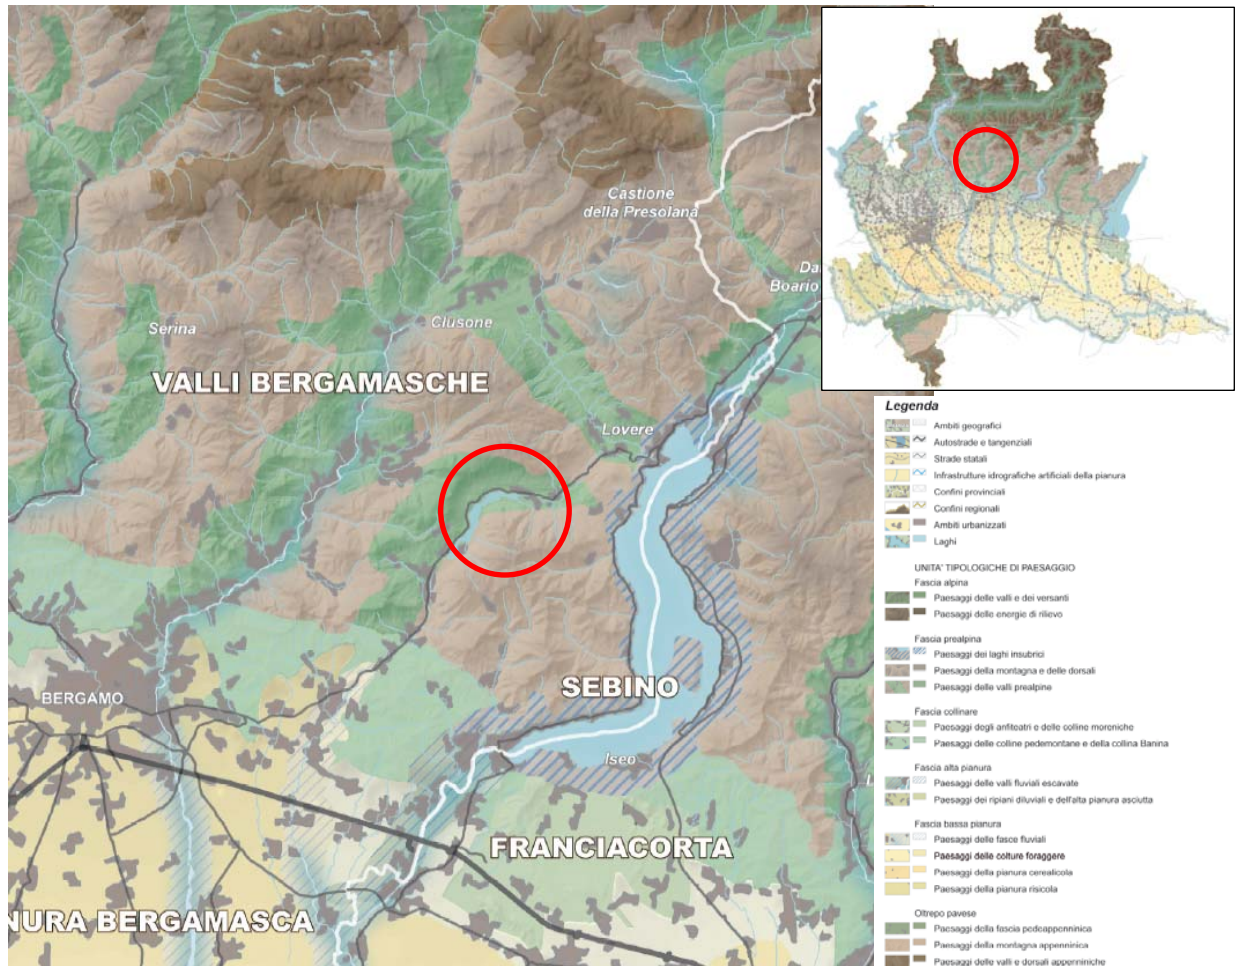 Castione
della Presolana
Da
Boario
Serina
Clusone
VALLI BERGAMASCHE
Lovere
SEBINO
BERGAMO
Iseo
FRANCIACORTA
NURA BERGAMASCA
Legenda
Ambiti geografici
Autostrade e tangenziali
Strade statali
Infrastrutture idrografiche artificiali della pianura
Confini provinciali
Confini regionali
Ambiti urbanizzati
Laghi
UNITA' TIPOLOGICHE DI PAESAGGIO
Fascia alpina
Paesaggi delle valli e dei versanti
Paesaggi delle energie di rilievo
Fascia prealpina
Paesaggi dei laghi insubrici
Paesaggi della montagna e delle dorsali
Paesaggi delle valli prealpine
Fascia collinare
Paesaggi degli anfiteatri e delle colline moreniche
Paesaggi delle colline pedemontane e della collina Banina
Fascia alta pianura
Paesaggi delle valli fluviali escavate
Paesaggi dei ripiani diluviali e dell'alta pianura asciutta
Fascia bassa pianura
Paesaggi delle fasce fluviali
Paesaggi delle colture foraggere
Paesaggi della pianura cerealicola
Paesaggi della pianura risicola
Oltrepo pavese
Paesaggi della fascia pedeappenninica
Paesaggi della montagna appenninica
Paesaggi delle valli e dorsali appenniniche